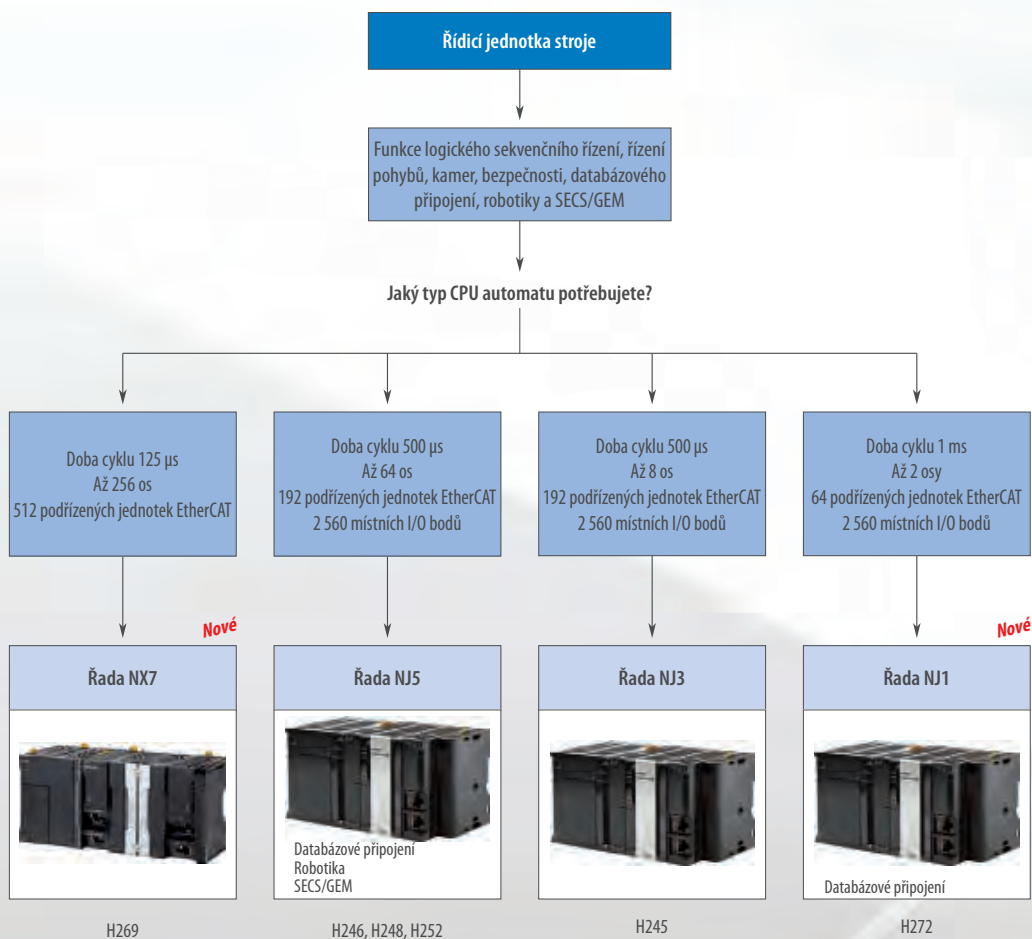 Řídicí jednotka stroje
Funkce logického sekvenčního řízení, řízení
pohybů, kamer, bezpečnosti, databázového
připojení, robotiky a SECS/GEM
Jaký typ CPU automatu potřebujete?
Doba cyklu 125 μs
Až 256 os
512 podřízených jednotek EtherCAT
Doba cyklu 500 μs
Až 64 os
192 podřízených jednotek EtherCAT
2 560 místních I/O bodů
Doba cyklu 500 μs
Až 8 os
192 podřízených jednotek EtherCAT
2 560 místních I/O bodů
Doba cyklu 1 ms
Až 2 osy
64 podřízených jednotek EtherCAT
2 560 místních I/O bodů
Nové
Řada NX7
H269
Řada NJ5
Databázové připojení
Robotika
SECS/GEM
H246, H248, H252
Řada NJ3
H245
Nové
Řada NJ1
Databázové připojení
H272